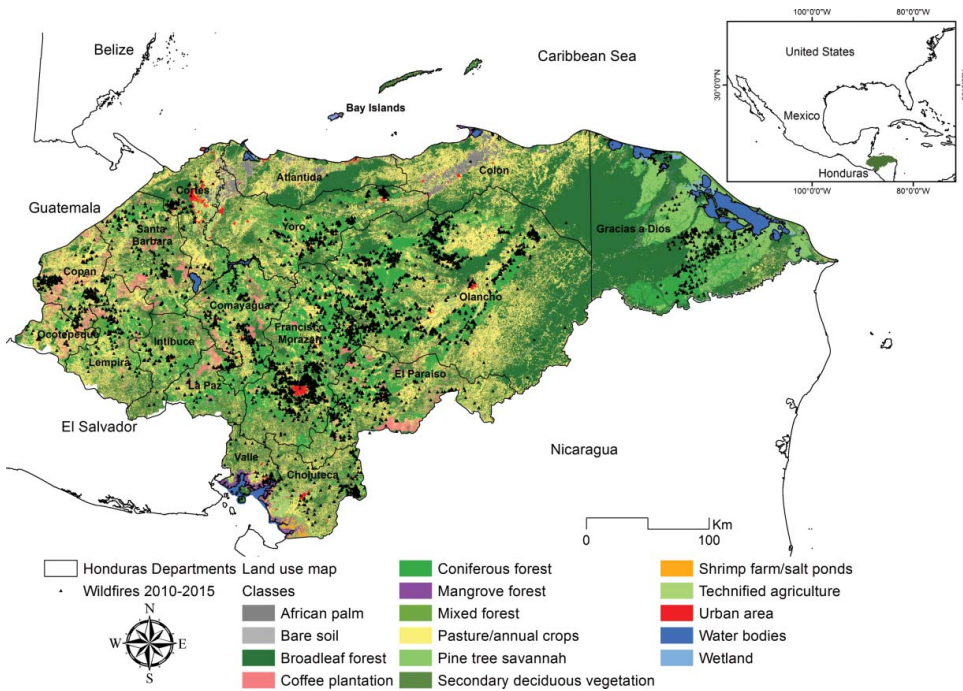 Belize
Caribbean Sea
Bay Islands
100°0'0"W 80°0'0"W
United States
30°0'0"N
Mexico
Honduras
100°0'0"W 80°0'0"W
Guatemala
Cortes
Atlantida
Colon
Santa
Barbara
Yoro
Gracias a Dios
Copan
Comayagua
Olancho
Ocotepeque
Intibuca
Francisco
Morazan
Lempira
La Paz
El Paraiso
El Salvador
Nicaragua
Valle
Choluteca
Km
0 100
Honduras Departments
Wildfires 2010-2015
N
W E
S
Land use map
Classes
African palm
Bare soil
Broadleaf forest
Coffee plantation
Coniferous forest
Mangrove forest
Mixed forest
Pasture/annual crops
Pine tree savannah
Secondary deciduous vegetation
Shrimp farm/salt ponds
Technified agriculture
Urban area
Water bodies
Wetland